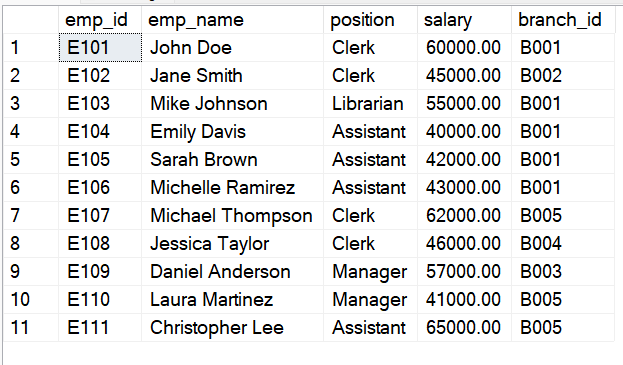 emp_id emp_name position salary branch_id
1 E101 John Doe Clerk 60000.00 B001
2 E102 Jane Smith Clerk 45000.00 B002
3 E103 Mike Johnson Librarian 55000.00 B001
4 E104 Emily Davis Assistant 40000.00 B001
5 E105 Sarah Brown Assistant 42000.00 B001
6 E106 Michelle Ramirez Assistant 43000.00 B001
7 E107 Michael Thompson Clerk 62000.00 B005
8 E108 Jessica Taylor Clerk 46000.00 B004
9 E109 Daniel Anderson Manager 57000.00 B003
10 E110 Laura Martinez Manager 41000.00 B005
11 E111 Christopher Lee Assistant 65000.00 B005